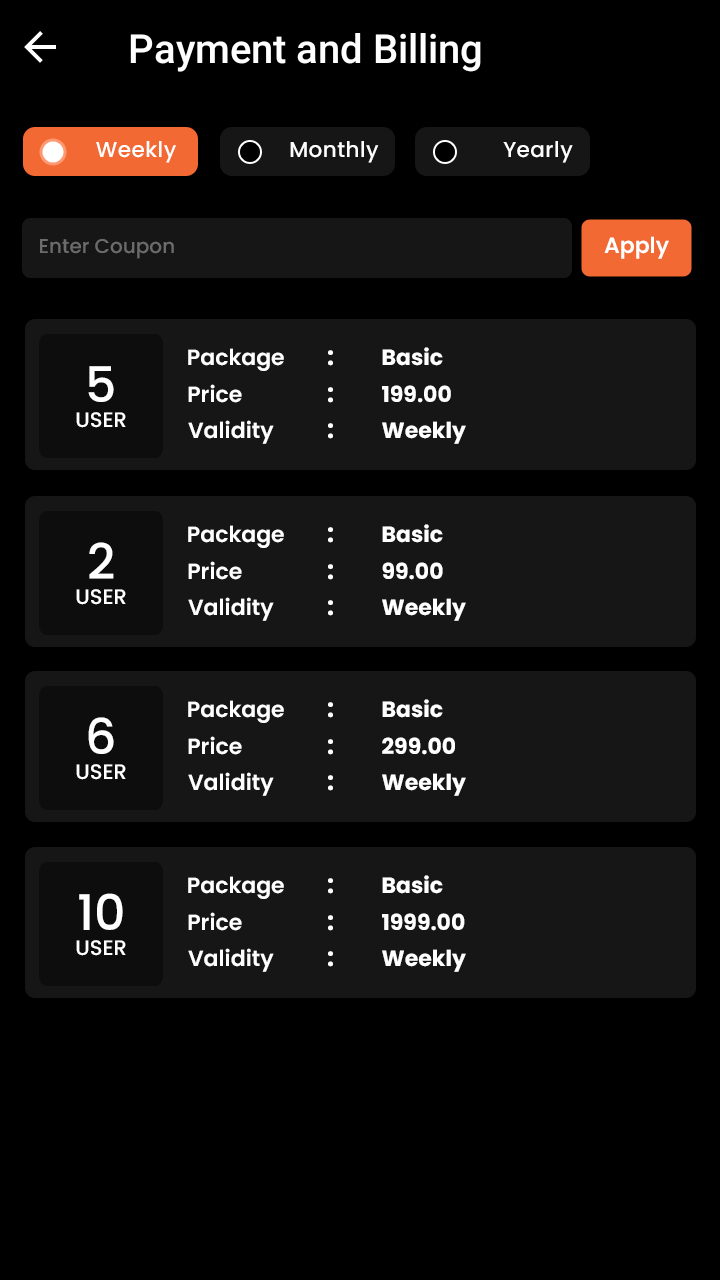 Payment and Billing
Weekly Monthly Yearly
Enter Coupon Apply
5
USER
Package : Basic
Price : 199.00
Validity : Weekly
2
USER
Package : Basic
Price : 99.00
Validity : Weekly
6
USER
Package : Basic
Price : 299.00
Validity : Weekly
10
USER
Package : Basic
Price : 1999.00
Validity : Weekly